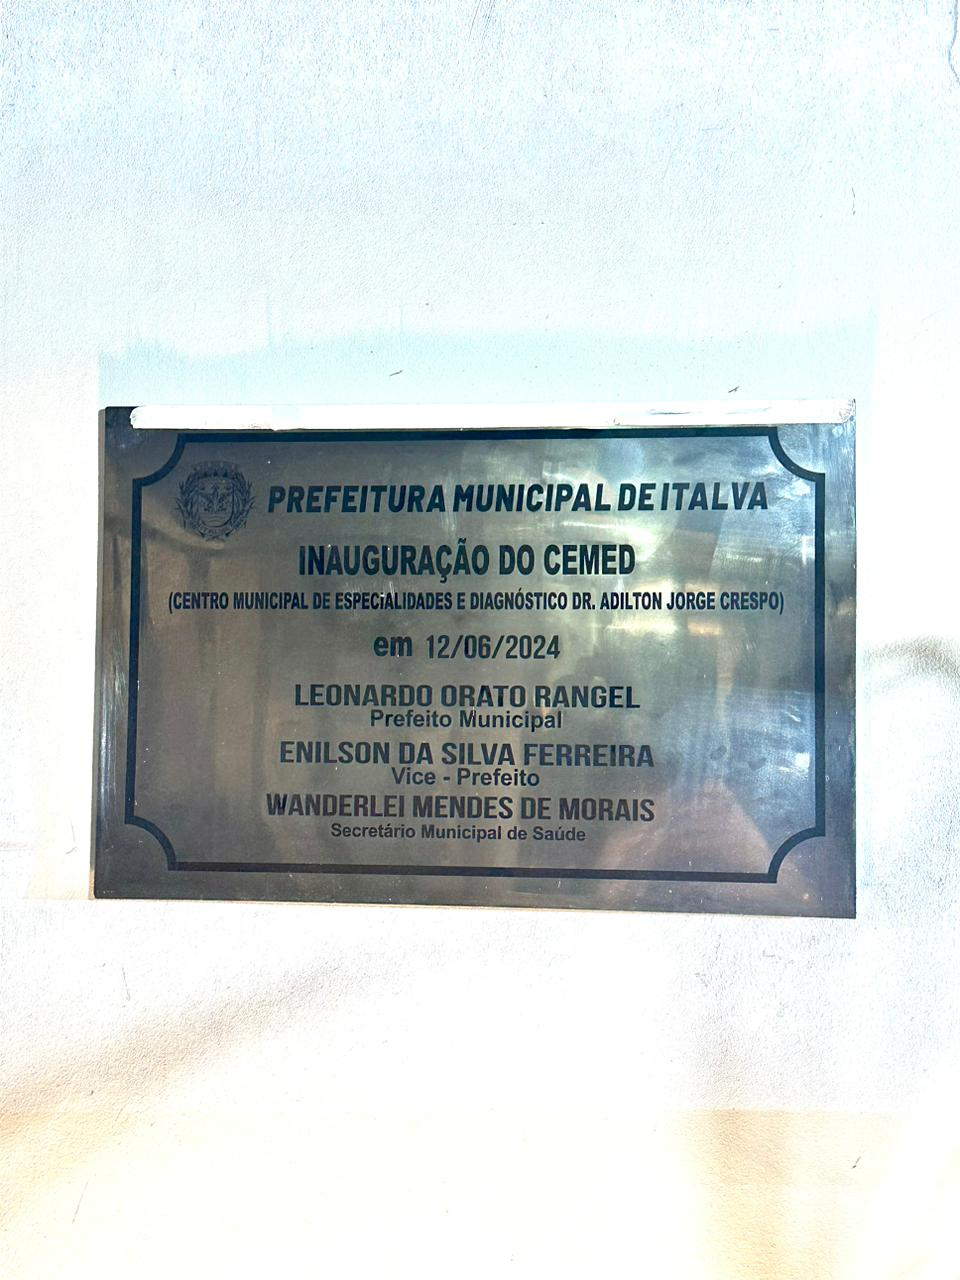 PREFEITURA MUNICIPAL DE ITALVA
INAUGURAÇÃO DO CEMED
(CENTRO MUNICIPAL DE ESPECiALIDADES E DIAGNÓSTICO DR. ADILTON JORGE CRESPO)
em 12/06/2024
LEONARDO ORATO RANGEL
Prefeito Municipal
ENILSON DA SILVA FERREIRA
Vice - Prefeito
WANDERLEI MENDES DE MORAIS
Secretário Municipal de Saúde